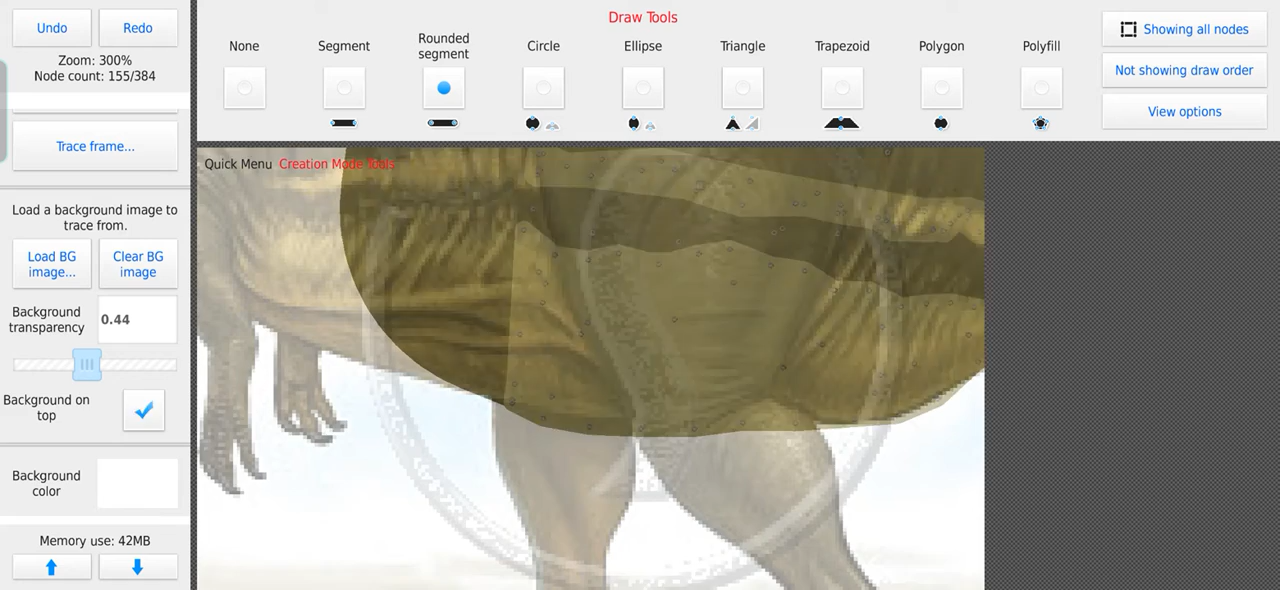 Undo
Redo
Zoom: 300%
Node count: 155/384
Trace frame...
Load a background image to
trace from.
Load BG
image...
Clear BG
image
Background
transparency
0.44
Background on
top
Background
color
Memory use: 42MB
Draw Tools
None
Segment
Rounded
segment
Circle
Ellipse
Triangle
Trapezoid
Polygon
Polyfill
Showing all nodes
Not showing draw order
View options
Quick Menu
Creation Mode Tools